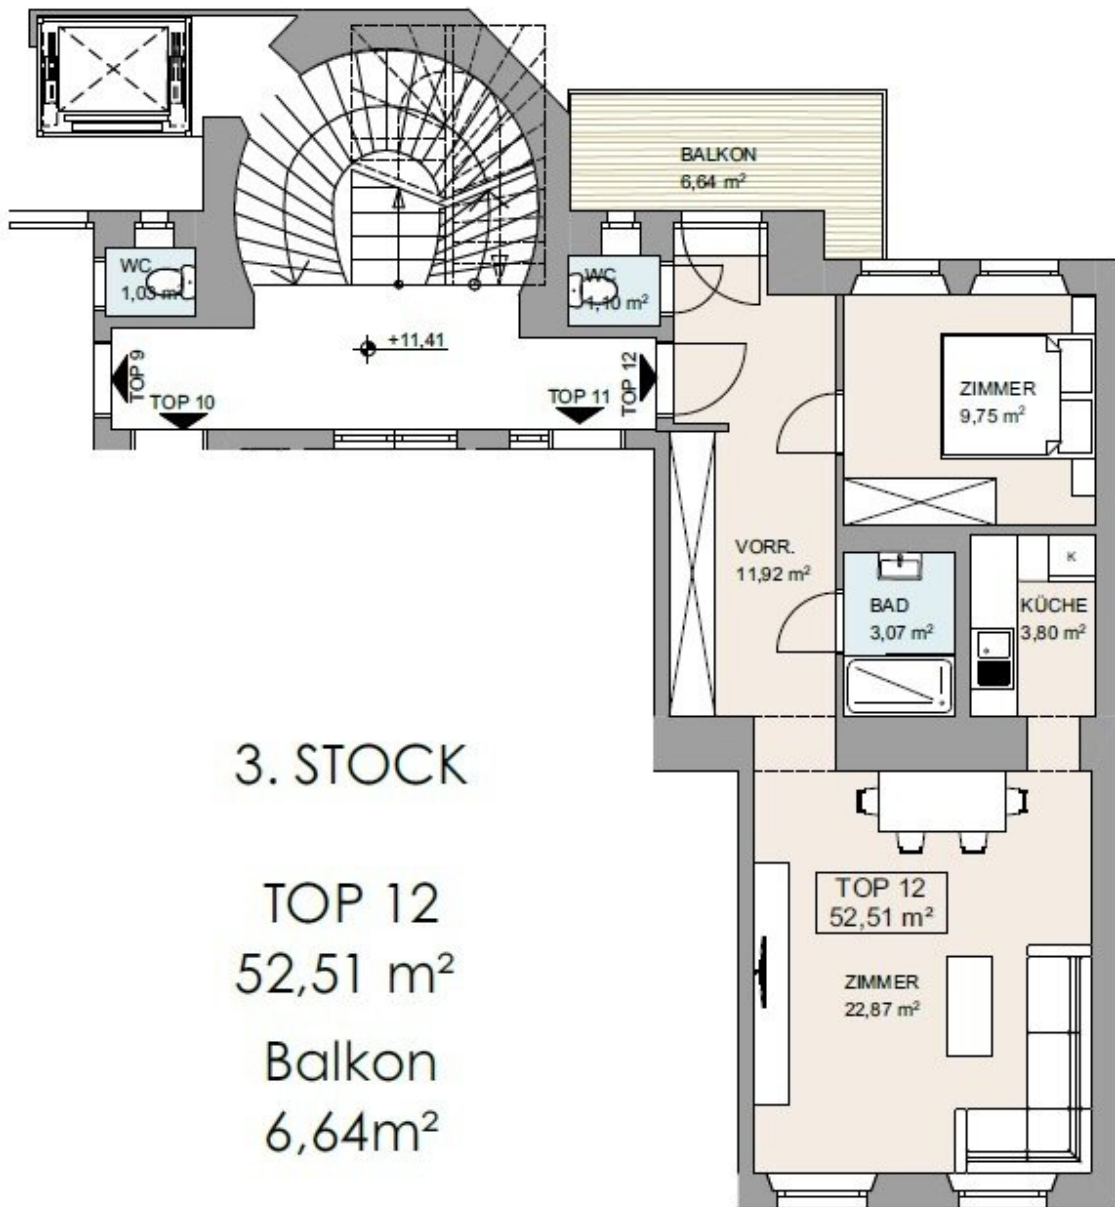 BALKON
6,64 m²
WC
1,03 m²
WC
1,10 m²
+11,41
TOP 9
TOP 10
TOP 11
TOP 12
ZIMMER
9,75 m²
VORR.
11,92 m²
BAD
3,07 m²
K
KÜCHE
3,80 m²
3. STOCK
TOP 12
52,51 m²
Balkon
6,64m²
TOP 12
52,51 m²
ZIMMER
22,87 m²